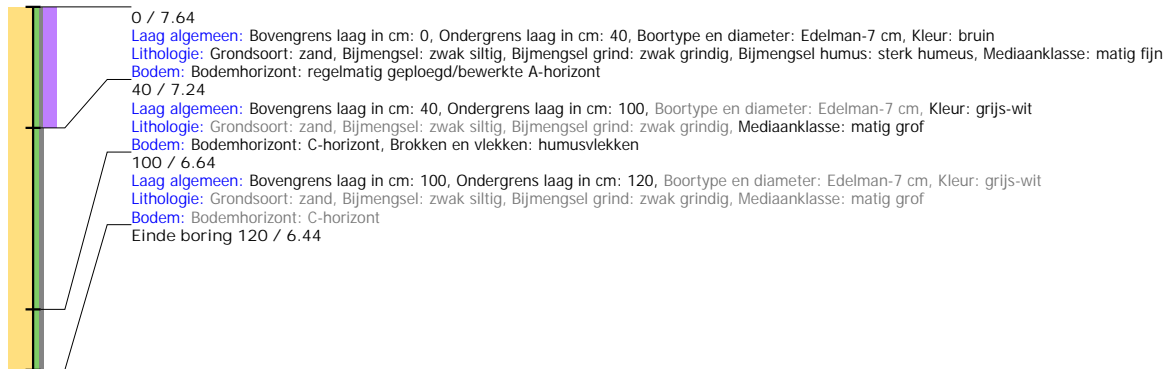 0 / 7.64
Laag algemeen: Bovengrens laag in cm: 0, Ondergrens laag in cm: 40, Boortype en diameter: Edelman-7 cm, Kleur: bruin
Lithologie: Grondsoort: zand, Bijmengsel: zwak siltig, Bijmengsel grind: zwak grindig, Bijmengsel humus: sterk humeus, Mediaanklasse: matig fijn
Bodem: Bodemhorizont: regelmatig geploegd/bewerkte A-horizont
40 / 7.24
Laag algemeen: Bovengrens laag in cm: 40, Ondergrens laag in cm: 100, Boortype en diameter: Edelman-7 cm, Kleur: grijs-wit
Lithologie: Grondsoort: zand, Bijmengsel: zwak siltig, Bijmengsel grind: zwak grindig, Mediaanklasse: matig grof
Bodem: Bodemhorizont: C-horizont, Brokken en vlekken: humusvlekken
100 / 6.64
Laag algemeen: Bovengrens laag in cm: 100, Ondergrens laag in cm: 120, Boortype en diameter: Edelman-7 cm, Kleur: grijs-wit
Lithologie: Grondsoort: zand, Bijmengsel: zwak siltig, Bijmengsel grind: zwak grindig, Mediaanklasse: matig grof
Bodem: Bodemhorizont: C-horizont
Einde boring 120 / 6.44